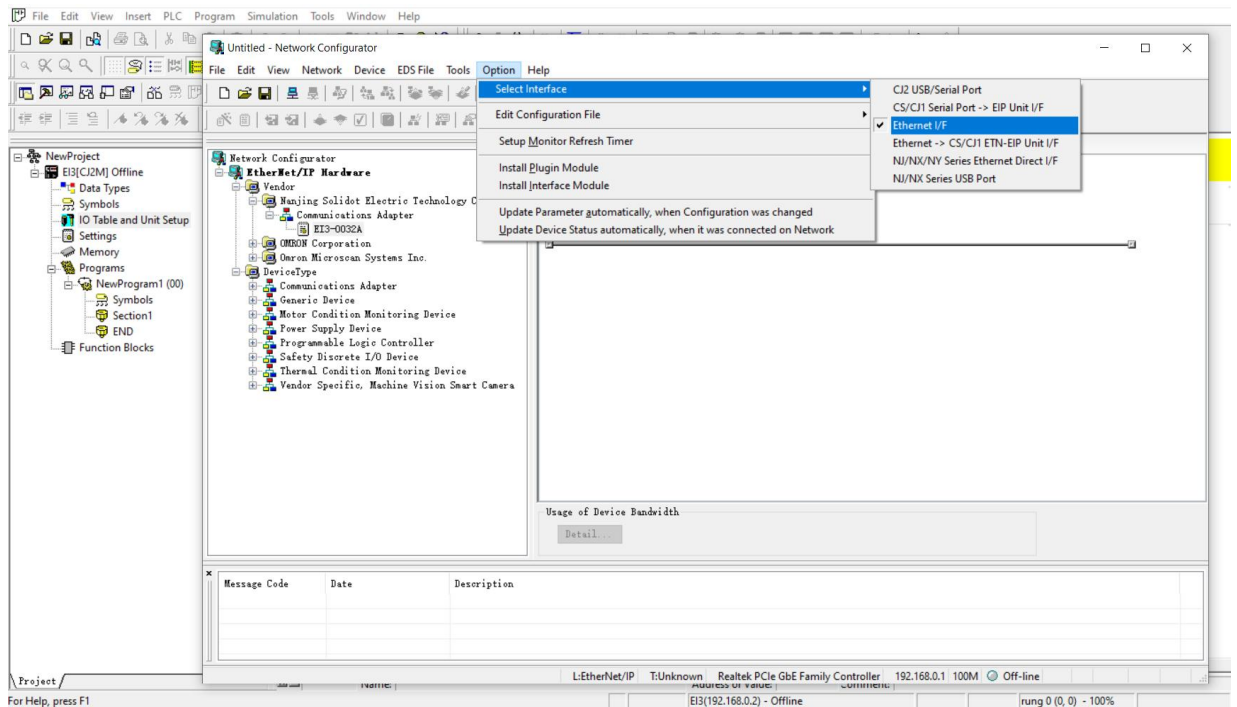 File Edit View Insert PLC Program Simulation Tools Window Help
Untitled - Network Configurator
File Edit View Network Device EDS File Tools Option Help
Select Interface
Edit Configuration File
Setup Monitor Refresh Timer
Install Plugin Module
Install Interface Module
Update Parameter automatically, when Configuration was changed
Update Device Status automatically, when it was connected on Network
CJ2 USB/Serial Port
CS/CJ1 Serial Port -> EIP Unit I/F
Ethernet I/F
Ethernet -> CS/CJ1 ETN-EIP Unit I/F
NJ/NX/NY Series Ethernet Direct I/F
NJ/NX Series USB Port
NewProject
EI3[CJ2M] Offline
Data Types
Symbols
IO Table and Unit Setup
Settings
Memory
Programs
NewProgram1 (00)
Symbols
Section1
END
Function Blocks
Network Configurator
EtherNet/IP Hardware
Vendor
Nanjing Solidot Electric Technology C
Communications Adapter
EI3-0032A
OMRON Corporation
Omron Microscan Systems Inc.
DeviceType
Communications Adapter
Generic Device
Motor Condition Monitoring Device
Power Supply Device
Programmable Logic Controller
Safety Discrete I/O Device
Thermal Condition Monitoring Device
Vendor Specific, Machine Vision Smart Camera
Usage of Device Bandwidth
Detail...
Message Code Date Description
L:EtherNet/IP T:Unknown Realtek PCIe GbE Family Controller 192.168.0.1 100M Off-line
Project
Name: Address or Value: Comment:
For Help, press F1
EI3(192.168.0.2) - Offline
rung 0 (0, 0) - 100%